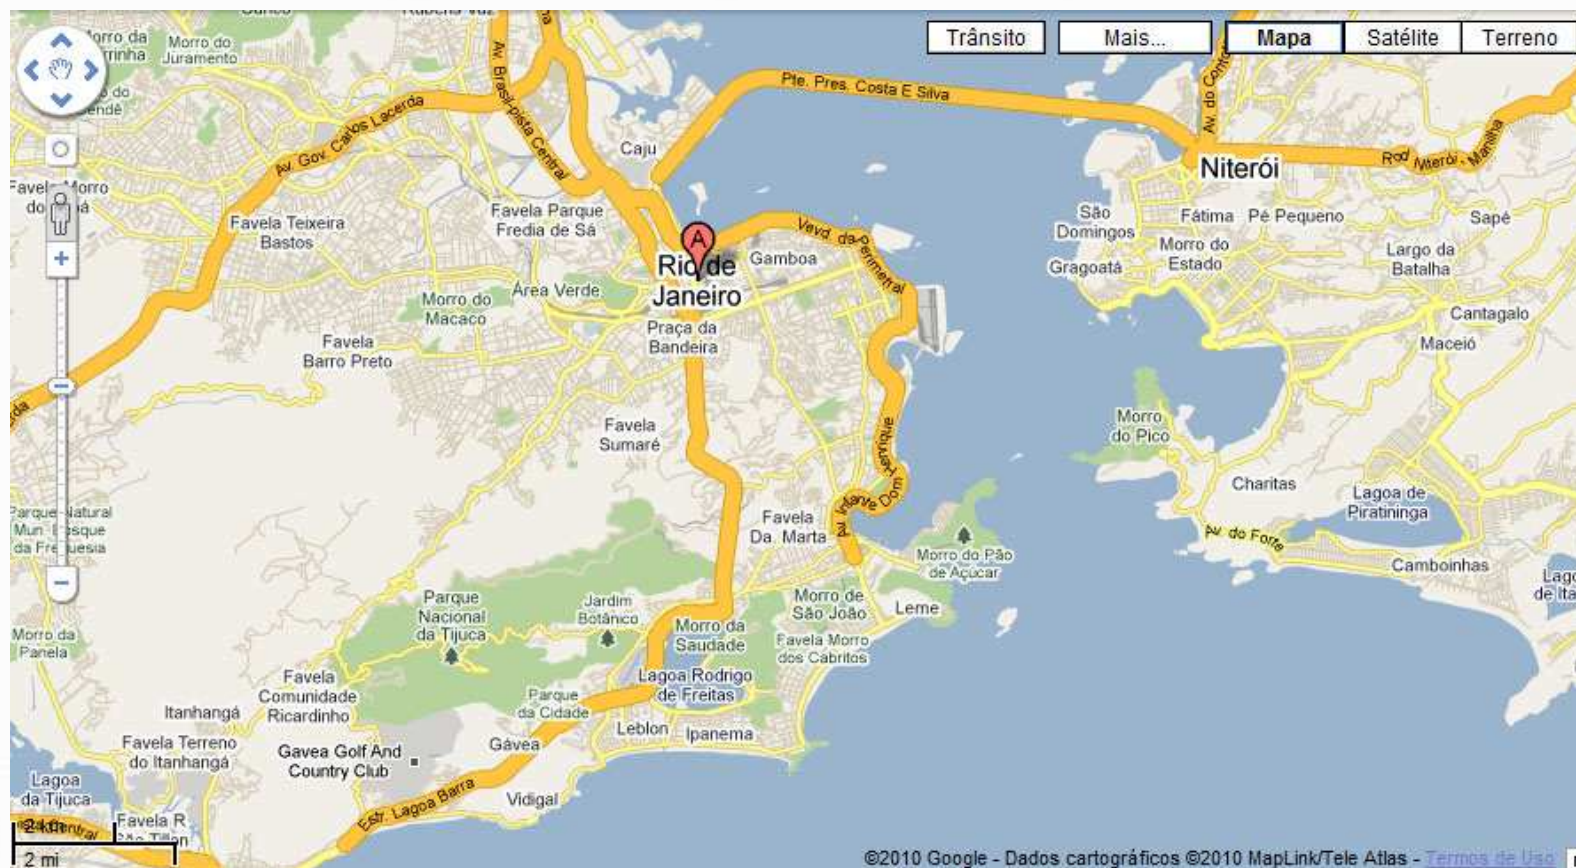 Trânsito
Mais...
Mapa
Satélite
Terreno
Morro do
Juramento
Av. Brasil-pista Central
Pte. Pres. Costa E Silva
Av. Gov. Carlos Lacerda
Caju
Niterói
Rod Niterói - Manilha
Favela Teixeira
Bastos
Favela Parque
Fredia de Sá
A
Rio de
Janeiro
Gamboa
Vevd. da Perimetral
São
Domingos
Fátima
Pé Pequeno
Sapé
Gragoatá
Morro do
Estado
Largo da
Batalha
Área Verde
Morro do
Macaco
Praça da
Bandeira
Favela
Barro Preto
Cantagalo
Maceió
Favela
Sumaré
Morro
do Pico
Charitas
Lagoa de
Piratininga
Av. do Forte
Camboinhas
Parque Natural
Mun. Bosque
da Freguesia
Favela
Da. Marta
Av. Infante Dom Henrique
Morro do Pão
de Açúcar
Parque
Nacional
da Tijuca
Jardim
Botânico
Morro de
São João
Leme
Morro da
Saudade
Favela Morro
dos Cabritos
Morro da
Panela
Favela
Comunidade
Ricardinho
Lagoa Rodrigo
de Freitas
Parque
da Cidade
Itanhangá
Leblon
Ipanema
Favela Terreno
do Itanhangá
Gavea Golf And
Country Club
Gávea
Lagoa
da Tijuca
Estr. Lagoa Barra
Vidigal
Favela R
2 km
2 mi
©2010 Google - Dados cartográficos ©2010 MapLink/Tele Atlas - Termos de Uso